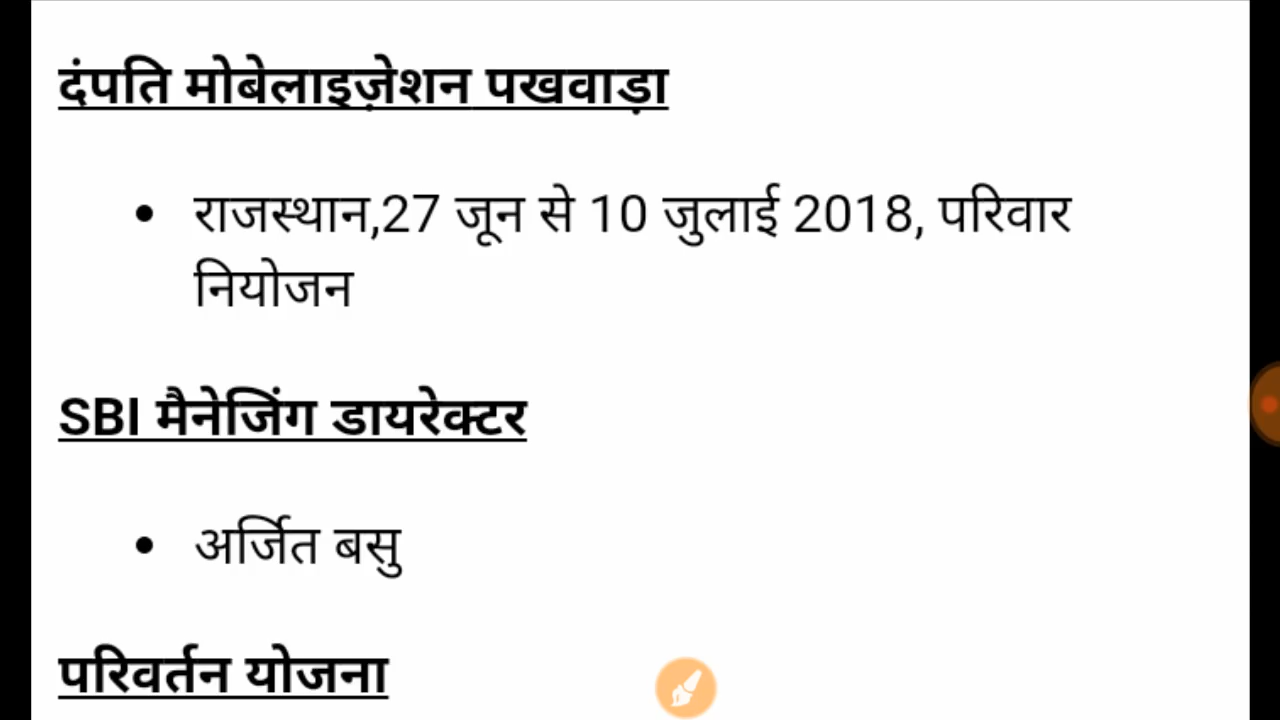 दंपति मोबेलाइज़ेशन पखवाड़ा
• राजस्थान,27 जून से 10 जुलाई 2018, परिवार
नियोजन
SBI मैनेजिंग डायरेक्टर
• अर्जित बसु
परिवर्तन योजना